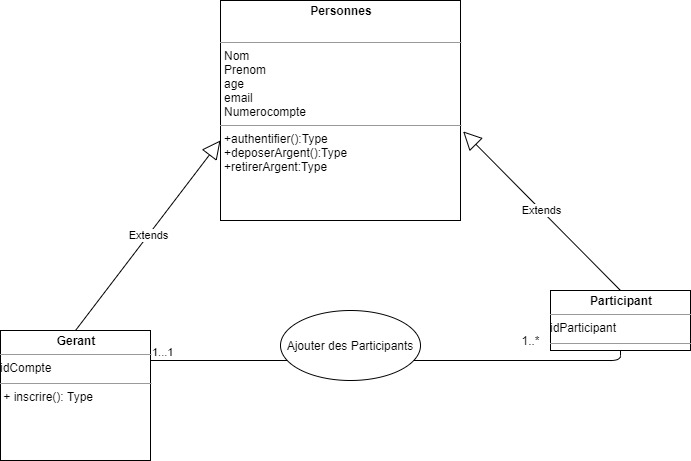 Personnes
Nom
Prenom
age
email
Numerocompte
+authentifier():Type
+deposerArgent():Type
+retirerArgent:Type
Extends
Extends
Participant
idParticipant
Gerant
idCompte
+ inscrire(): Type
1...1
Ajouter des Participants
1..*